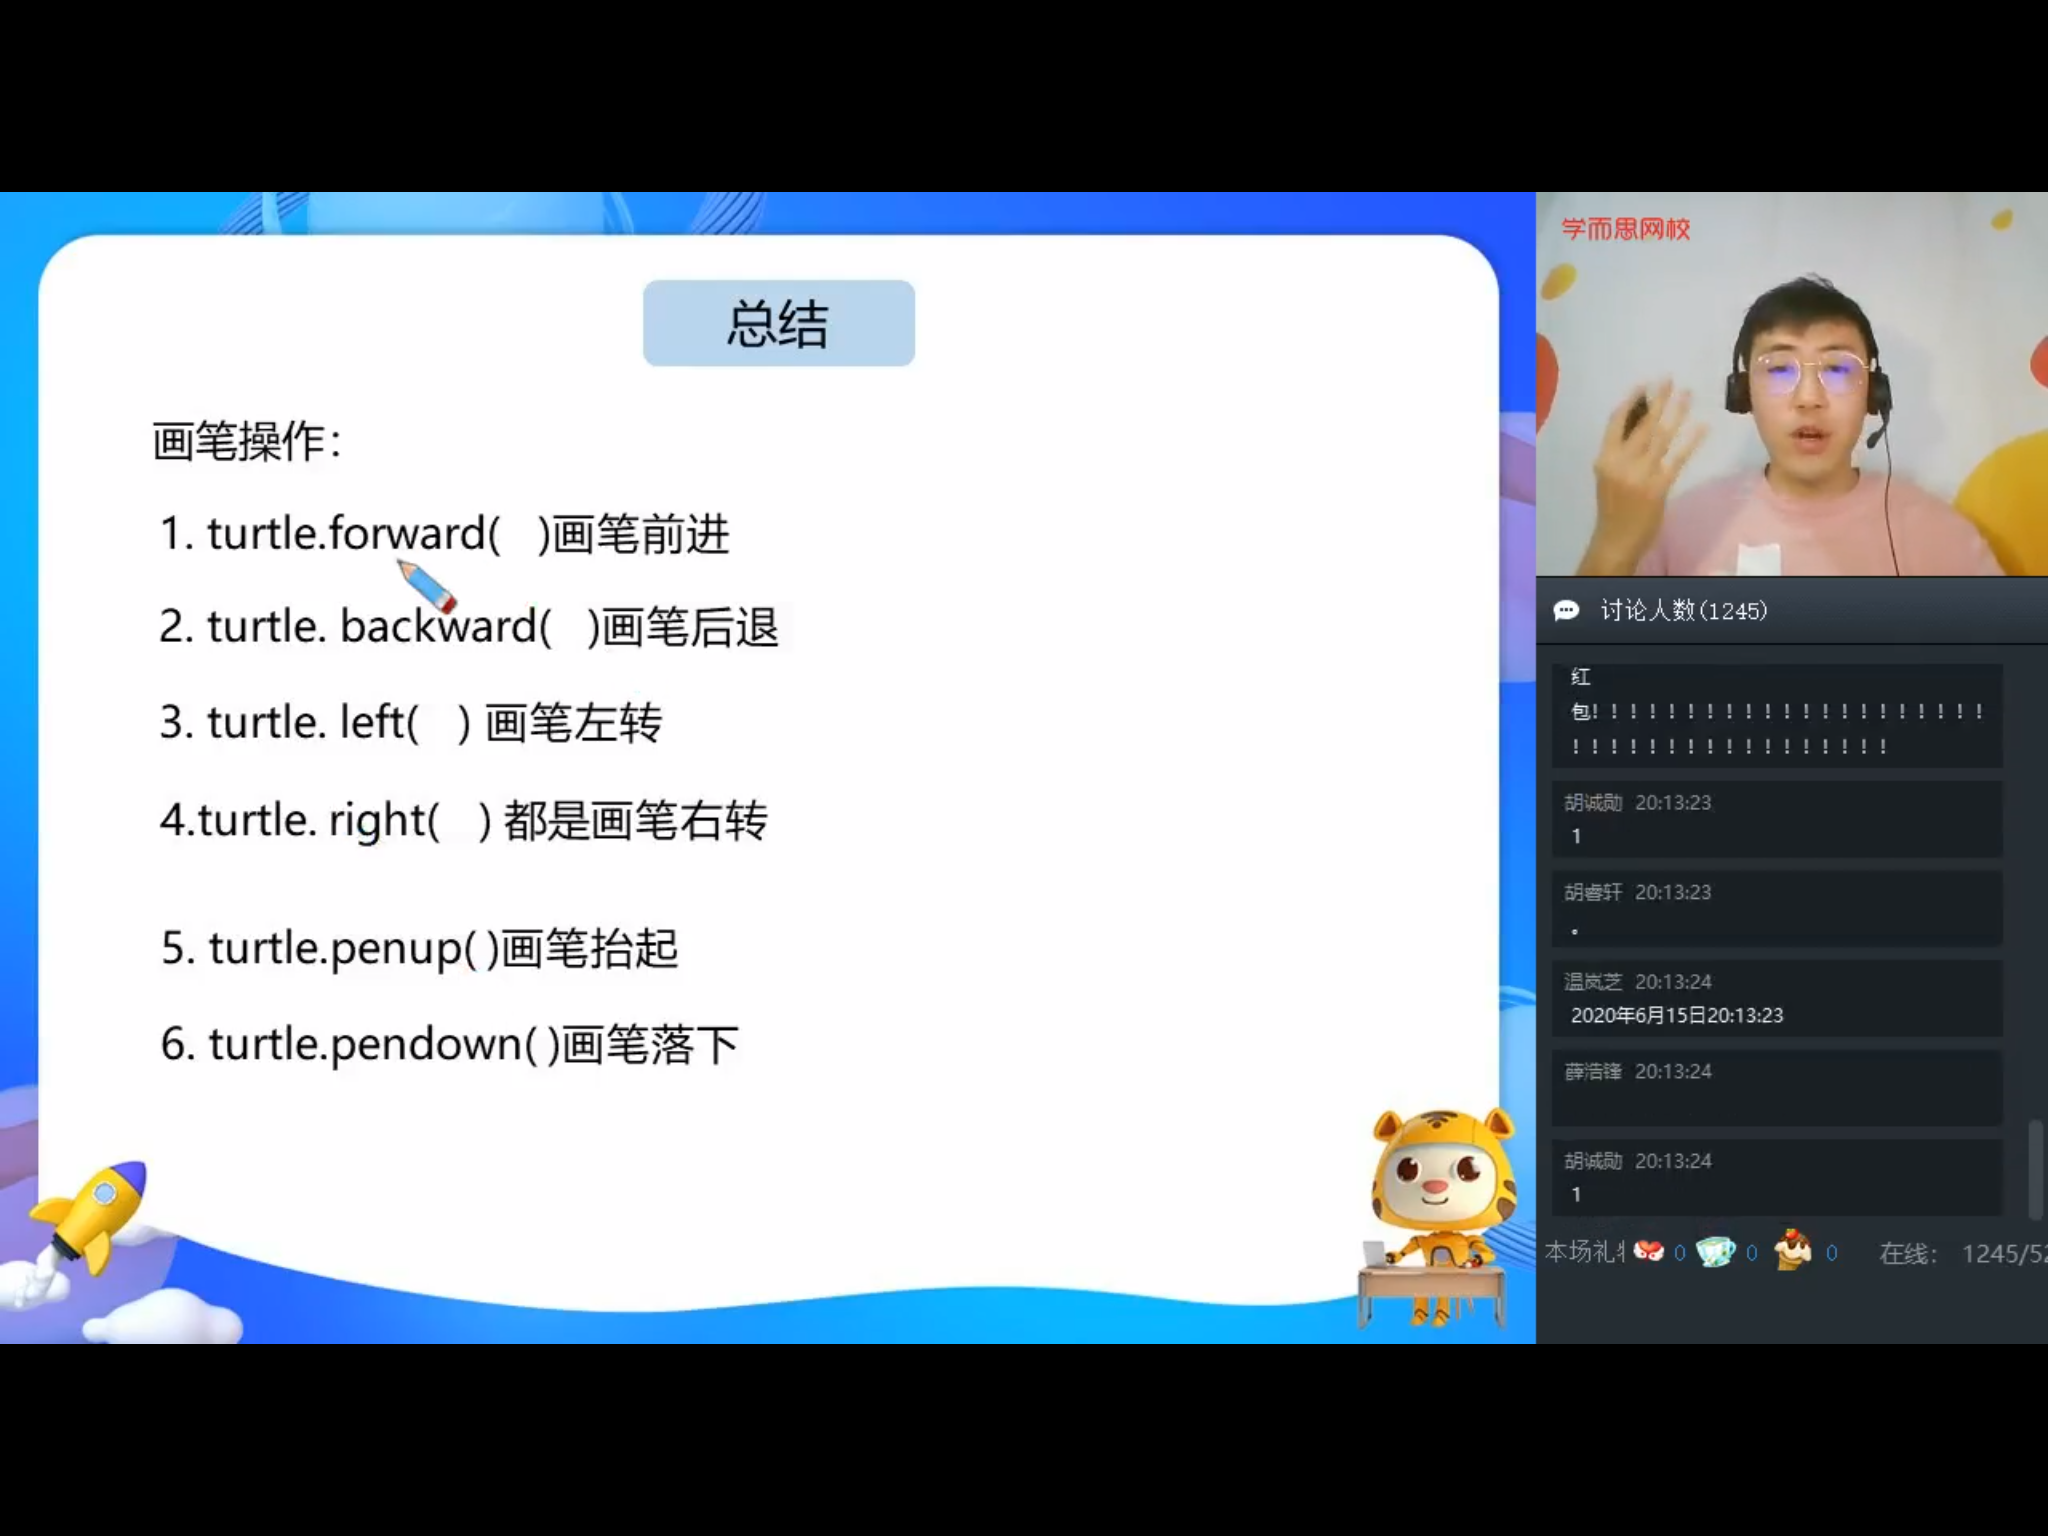 总结
画笔操作：
1. turtle.forward(   )画笔前进
2. turtle. backward(   )画笔后退
3. turtle. left(   ) 画笔左转
4.turtle. right(   ) 都是画笔右转
5. turtle.penup( )画笔抬起
6. turtle.pendown( )画笔落下
学而思网校
讨论人数(1245)
红
包!!!!!!!!!!!!!!!!!!!!!
!!!!!!!!!!!!!!!!!
胡诚勋 20:13:23
1
胡睿轩 20:13:23
。
温岚芝 20:13:24
2020年6月15日20:13:23
薛浩锋 20:13:24
胡诚勋 20:13:24
1
本场礼 0 0 0 在线： 1245/5